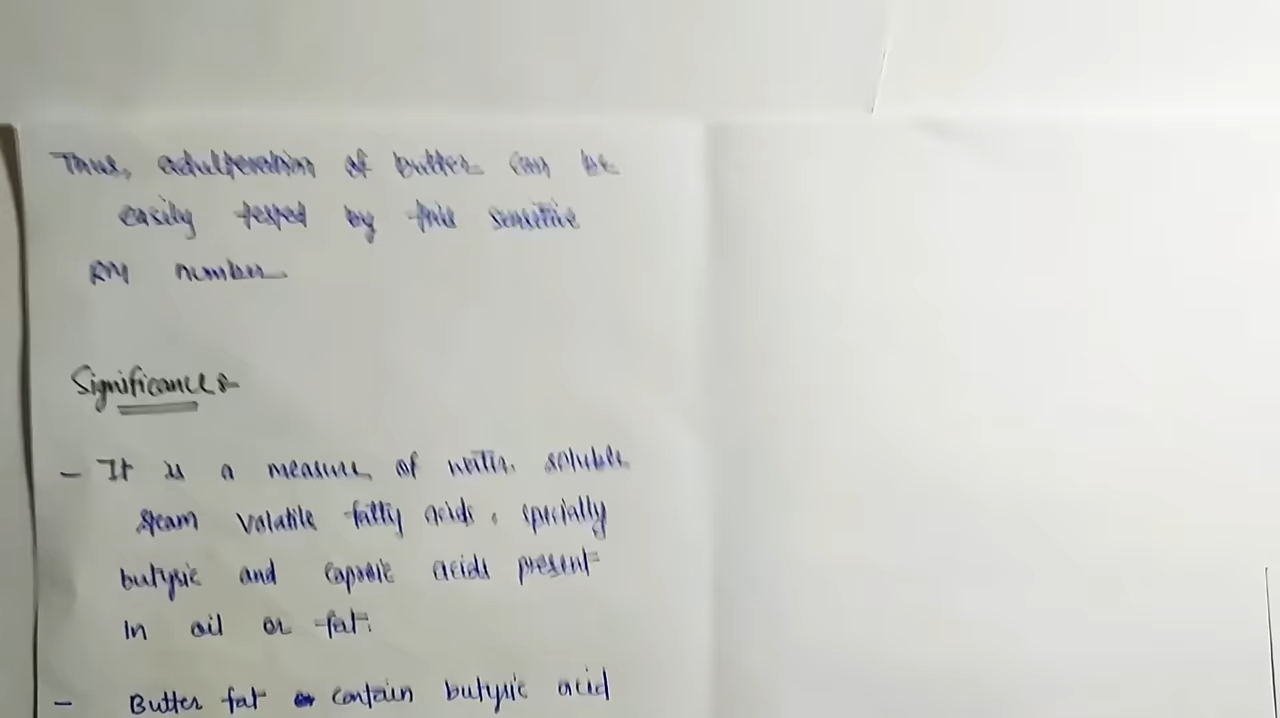 Thus, adulteration of butter can be
easily tested by this sensitive
RM number
Significance :-
- It is a measure of water soluble
steam volatile fatty acids, specially
butyric and caproic acids present
in oil or fat.
- Butter fat contain butyric acid